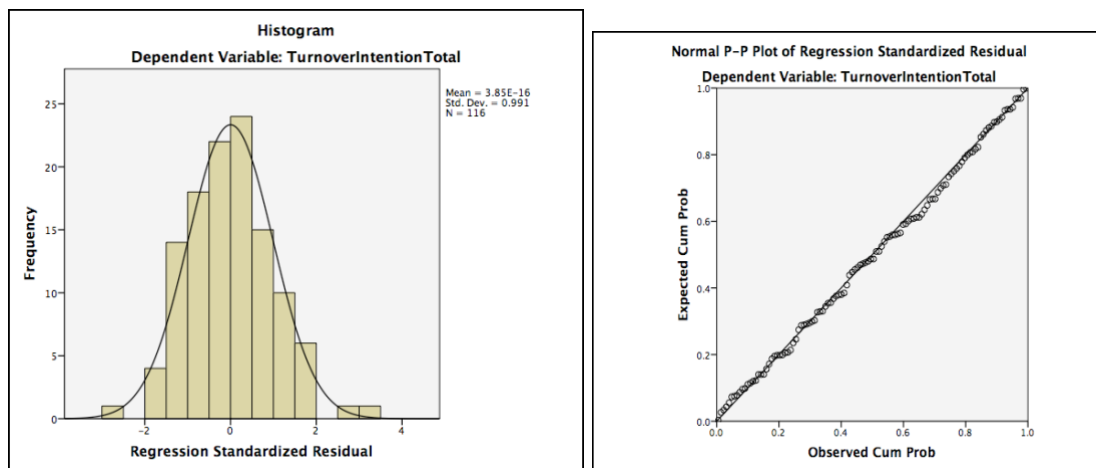 Histogram
Dependent Variable: TurnoverIntentionTotal
Mean = 3.85E-16
Std. Dev. = 0.991
N = 116
25
20
15
10
5
0
Frequency
-2
0
2
4
Regression Standardized Residual
Normal P-P Plot of Regression Standardized Residual
Dependent Variable: TurnoverIntentionTotal
1.0
0.8
0.6
0.4
0.2
0.0
Expected Cum Prob
0.0
0.2
0.4
0.6
0.8
1.0
Observed Cum Prob